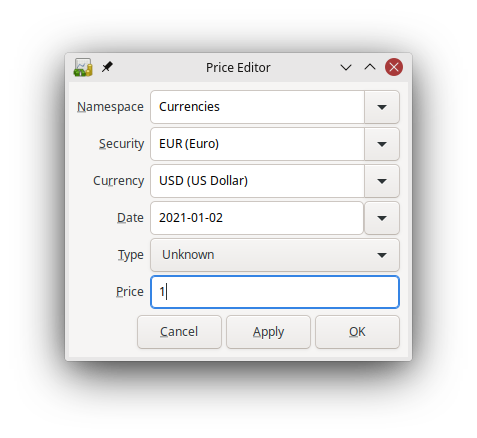 Price Editor
Namespace Currencies
Security EUR (Euro)
Currency USD (US Dollar)
Date 2021-01-02
Type Unknown
Price 1
Cancel Apply OK